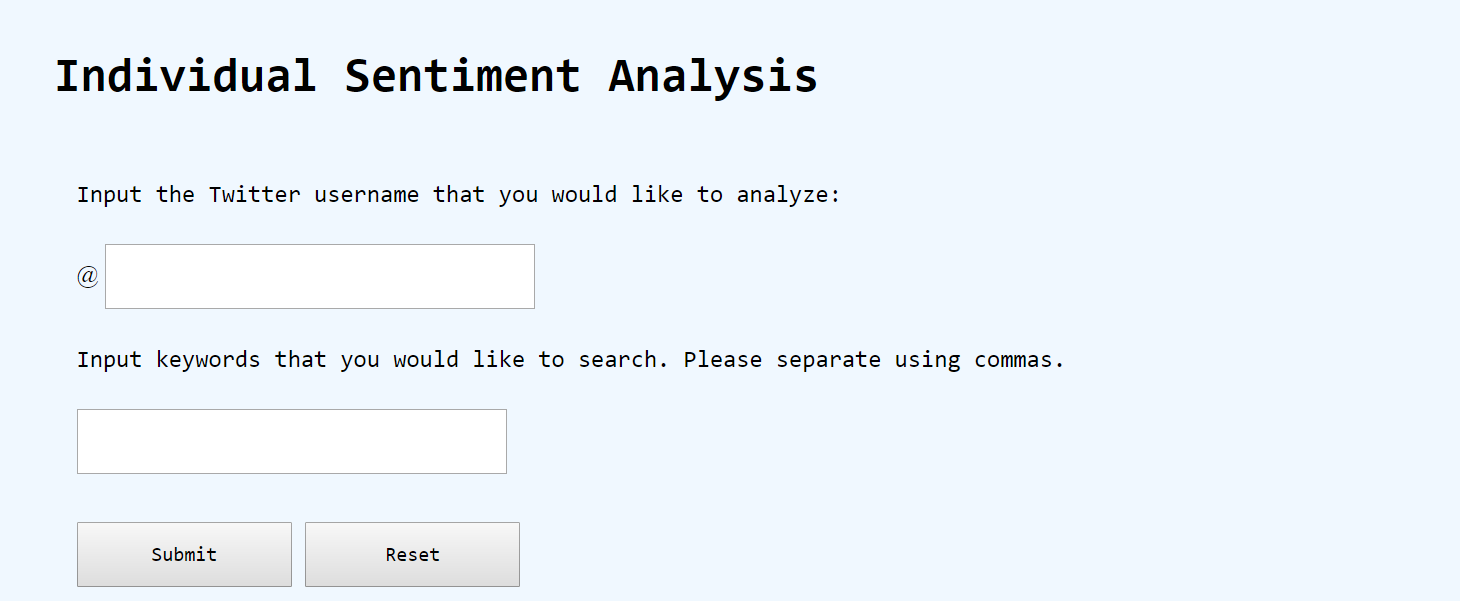 Individual Sentiment Analysis
Input the Twitter username that you would like to analyze:
@
Input keywords that you would like to search. Please separate using commas.
Submit Reset